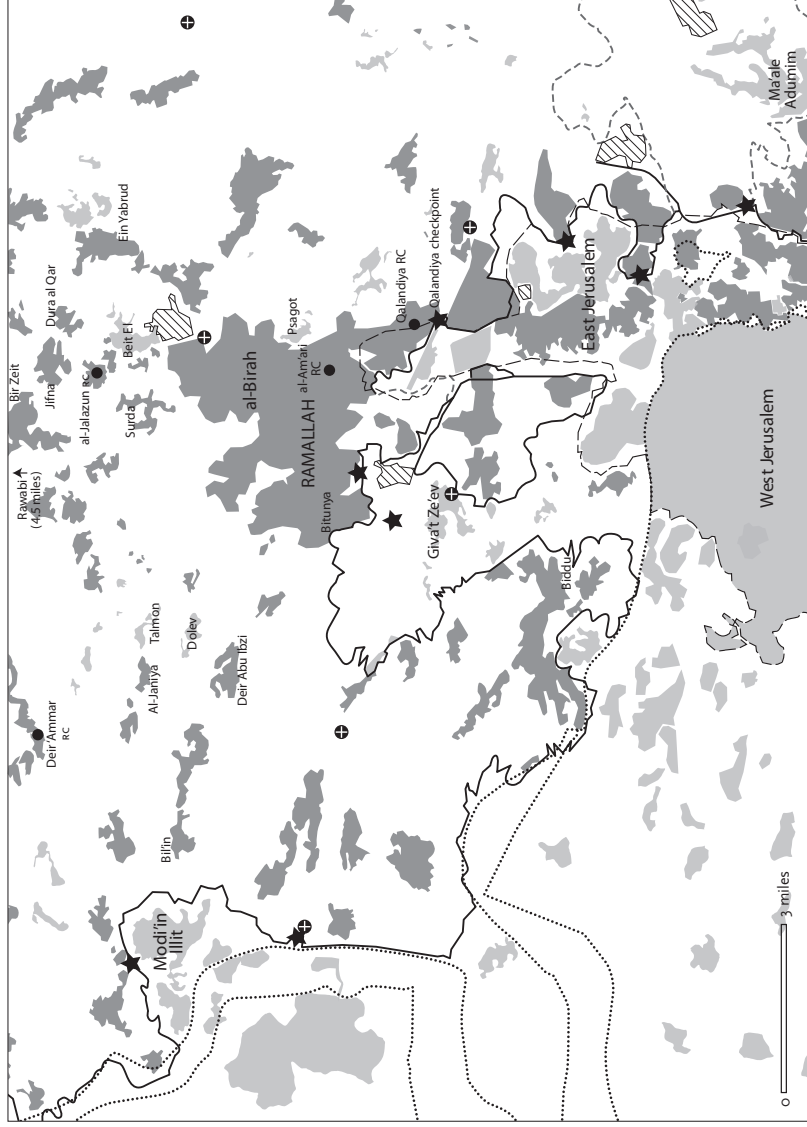 Bir Zeit
Rawabi
(4.5 miles)
Jifna
Dura al Qar
Deir 'Ammar
RC
al-Jalazun RC
Surda
Beit El
Ein Yabrud
Talmon
Al-Janiya
Dolev
Deir Abu Ibzi
Bil'in
al-Birah
Psagot
RAMALLAH
al-Am'ari
RC
Bitunya
Qalandiya RC
Qalandiya checkpoint
Modi'in
Illit
Giva't Ze'ev
Biddu
East Jerusalem
Ma'ale
Adumim
West Jerusalem
0
3 miles